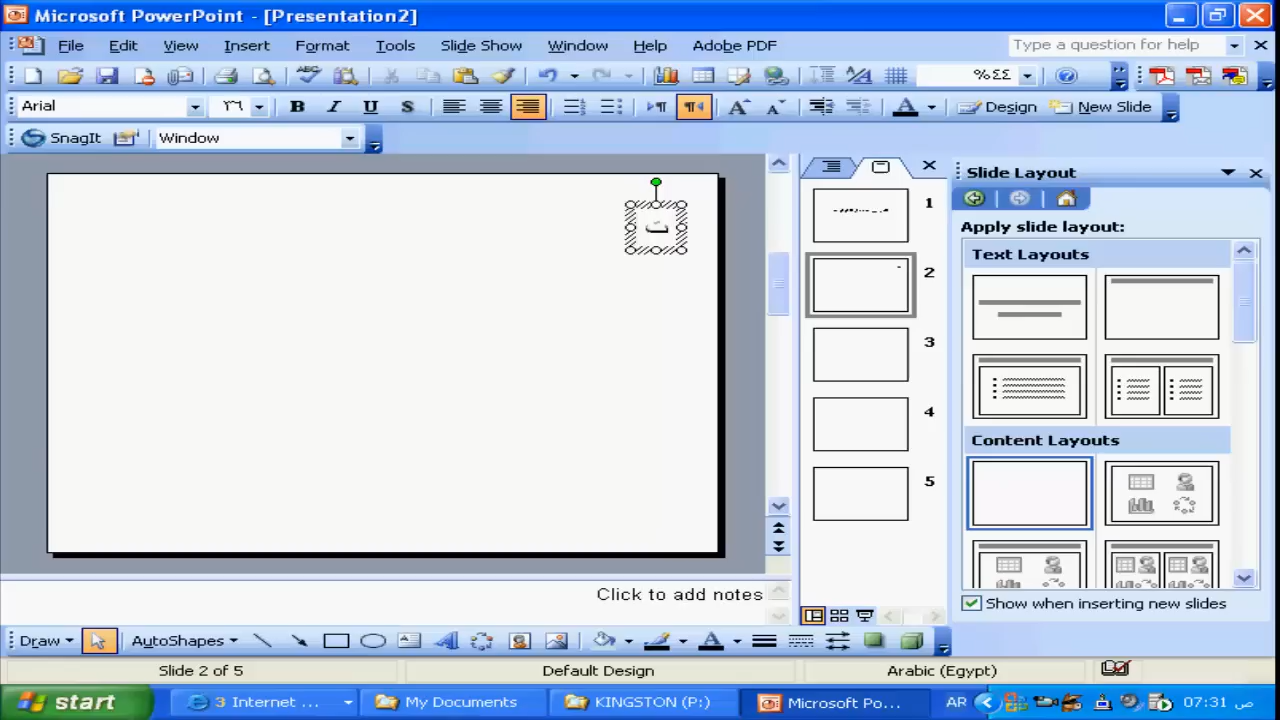 Microsoft PowerPoint - [Presentation2]
File Edit View Insert Format Tools Slide Show Window Help Adobe PDF
Type a question for help
%٤٤
Arial
٢٦
B I U S
Design New Slide
SnagIt Window
Slide Layout
Apply slide layout:
Text Layouts
Content Layouts
Show when inserting new slides
ت
1
2
3
4
5
Click to add notes
Draw AutoShapes
Slide 2 of 5 Default Design Arabic (Egypt)
start 3 Internet ... My Documents KINGSTON (P:) Microsoft Po... AR 07:31 ص